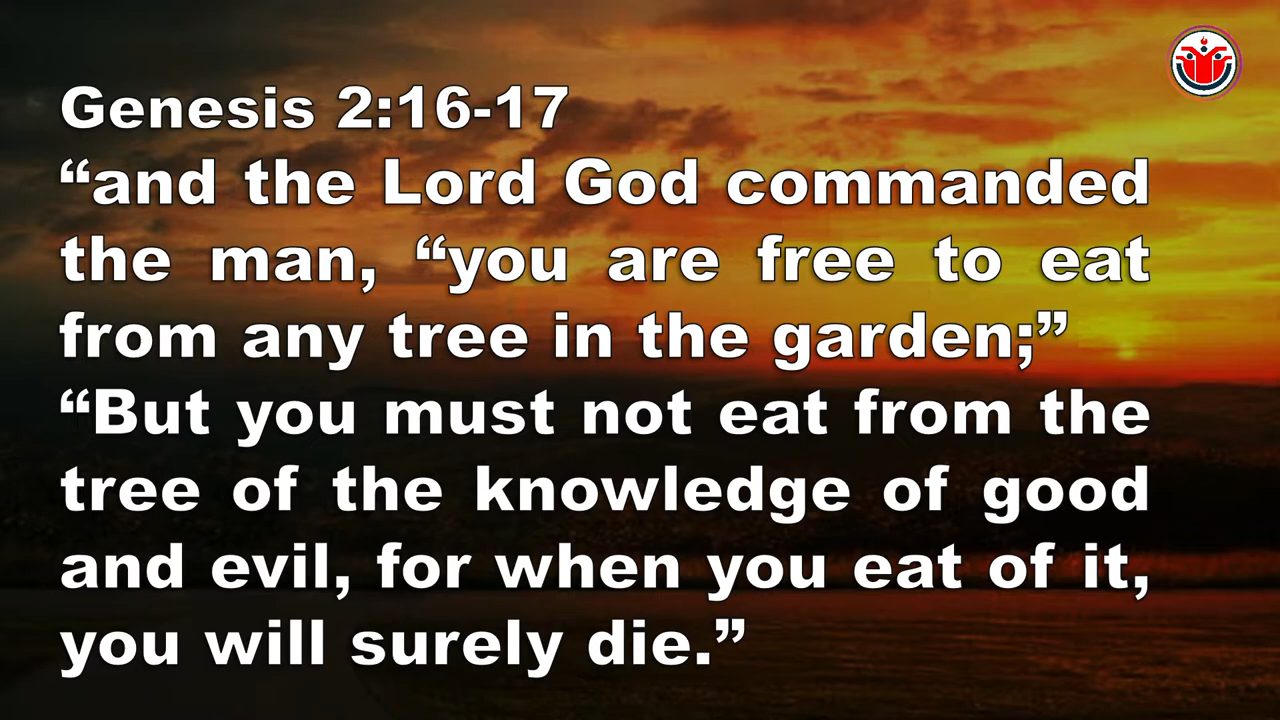 Genesis 2:16-17
“and the Lord God commanded
the man, “you are free to eat
from any tree in the garden;”
“But you must not eat from the
tree of the knowledge of good
and evil, for when you eat of it,
you will surely die.”